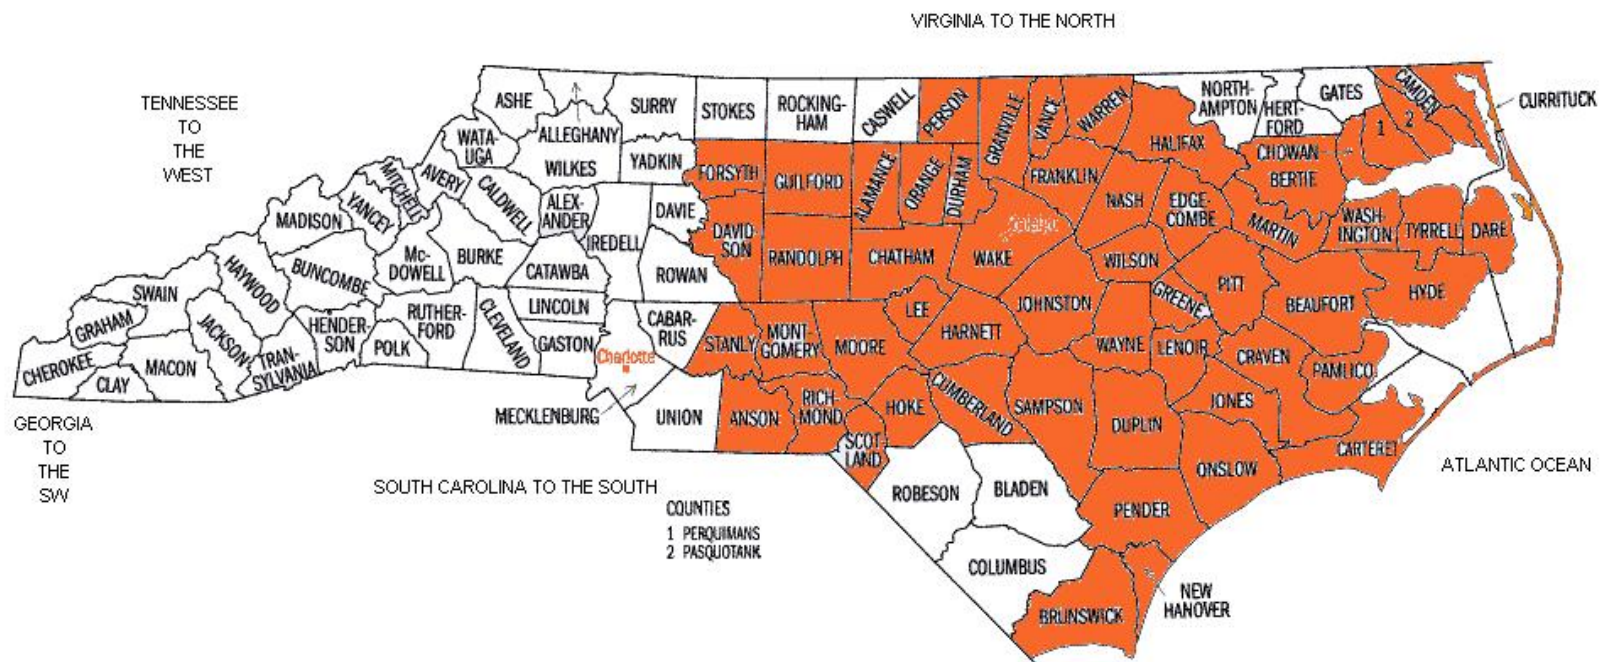 VIRGINIA TO THE NORTH
TENNESSEE
TO
THE
WEST
ASHE
ALLEGHANY
SURRY
STOKES
ROCKING-
HAM
CASWELL
PERSON
GRANVILLE
VANCE
WARREN
NORTH-
AMPTON
HERT-
FORD
GATES
CAMDEN
CURRITUCK
WATA-
UGA
WILKES
YADKIN
FORSYTH
GUILFORD
ALAMANCE
ORANGE
DURHAM
FRANKLIN
HALIFAX
CHOWAN
BERTIE
1
2
MITCHELL
AVERY
YANCEY
CALDWELL
ALEX-
ANDER
IREDELL
DAVIE
DAVID
SON
RANDOLPH
CHATHAM
WAKE
Raleigh
NASH
EDGE-
COMBE
MARTIN
WASH-
INGTON
TYRRELL
DARE
MADISON
BUNCOMBE
Mc-
DOWELL
BURKE
CATAWBA
ROWAN
WILSON
PITT
GREENE
BEAUFORT
HYDE
SWAIN
HAYWOOD
GRAHAM
JACKSON
HENDER-
SON
RUTHER-
FORD
POLK
CLEVELAND
LINCOLN
GASTON
CABAR-
RUS
Charlotte
STANLY
MONT-
GOMERY
MOORE
LEE
HARNETT
JOHNSTON
WAYNE
LENOIR
CRAVEN
PAMLICO
CHEROKEE
CLAY
MACON
TRAN-
SYLVANIA
MECKLENBURG
UNION
ANSON
RICH-
MOND
SCOT-
LAND
HOKE
CUMBERLAND
SAMPSON
DUPLIN
JONES
ONSLOW
CARTERET
GEORGIA
TO
THE
SW
SOUTH CAROLINA TO THE SOUTH
ATLANTIC OCEAN
ROBESON
BLADEN
PENDER
COUNTIES
1 PERQUIMANS
2 PASQUOTANK
COLUMBUS
BRUNSWICK
NEW
HANOVER